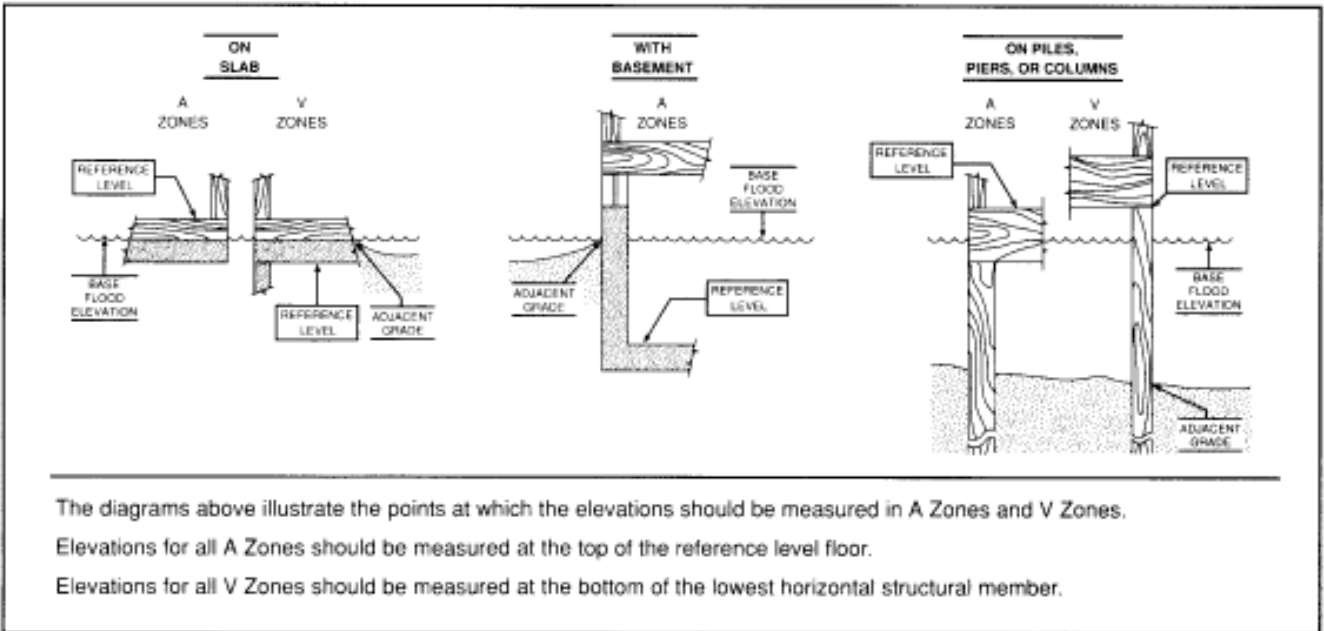 ON
SLAB
A
ZONES
V
ZONES
REFERENCE
LEVEL
BASE
FLOOD
ELEVATION
REFERENCE
LEVEL
ADJACENT
GRADE
WITH
BASEMENT
A
ZONES
BASE
FLOOD
ELEVATION
ADJACENT
GRADE
REFERENCE
LEVEL
ON PILES,
PIERS, OR COLUMNS
A
ZONES
V
ZONES
REFERENCE
LEVEL
REFERENCE
LEVEL
BASE
FLOOD
ELEVATION
ADJACENT
GRADE
The diagrams above illustrate the points at which the elevations should be measured in A Zones and V Zones.
Elevations for all A Zones should be measured at the top of the reference level floor.
Elevations for all V Zones should be measured at the bottom of the lowest horizontal structural member.